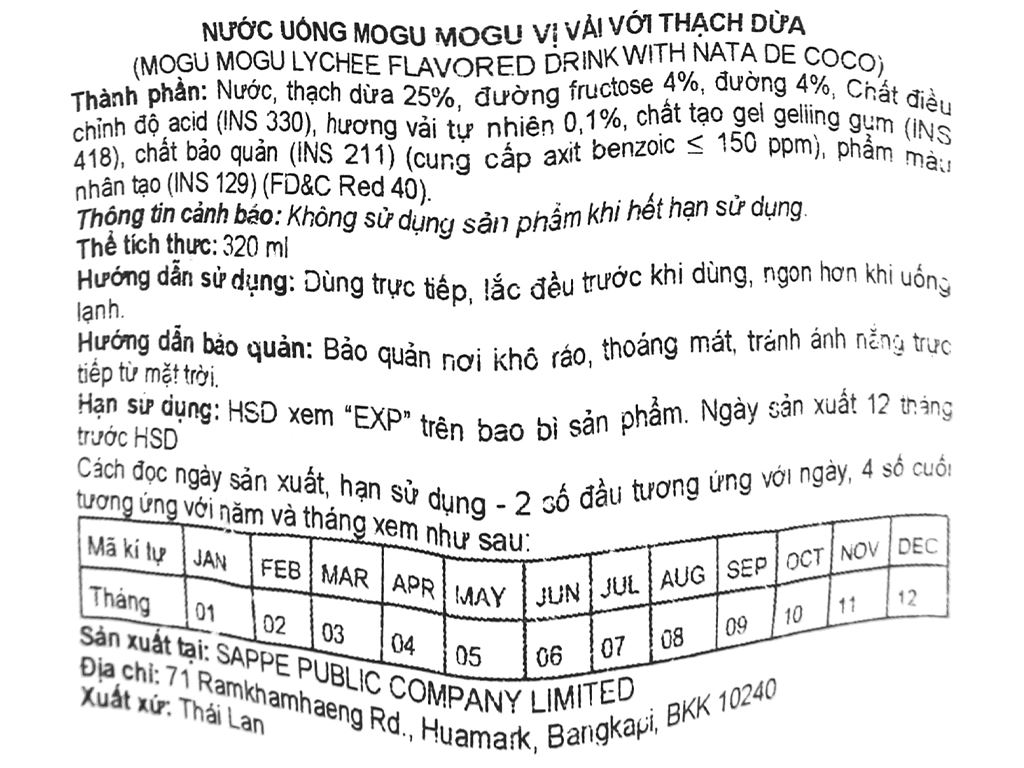 NƯỚC UỐNG MOGU MOGU VỊ VẢI VỚI THẠCH DỪA
(MOGU MOGU LYCHEE FLAVORED DRINK WITH NATA DE COCO)
Thành phần: Nước, thạch dừa 25%, đường fructose 4%, đường 4%, Chất điều
chỉnh độ acid (INS 330), hương vải tự nhiên 0,1%, chất tạo gel geliing gum (INS
418), chất bảo quản (INS 211) (cung cấp axit benzoic ≤ 150 ppm), phẩm màu
nhân tạo (INS 129) (FD&C Red 40).
Thông tin cảnh báo: Không sử dụng sản phẩm khi hết hạn sử dụng.
Thể tích thực: 320 ml
Hướng dẫn sử dụng: Dùng trực tiếp, lắc đều trước khi dùng, ngon hơn khi uống
lạnh.
Hướng dẫn bảo quản: Bảo quản nơi khô ráo, thoáng mát, tránh ánh nắng trực
tiếp từ mặt trời.
Hạn sử dụng: HSD xem “EXP” trên bao bì sản phẩm. Ngày sản xuất 12 tháng
trước HSD
Cách đọc ngày sản xuất, hạn sử dụng - 2 số đầu tương ứng với ngày, 4 số cuối
tương ứng với năm và tháng xem như sau:
Mã kí tự JAN FEB MAR APR MAY JUN JUL AUG SEP OCT NOV DEC
Tháng 01 02 03 04 05 06 07 08 09 10 11 12
Sản xuất tại: SAPPE PUBLIC COMPANY LIMITED
Địa chỉ: 71 Ramkhamhaeng Rd., Huamark, Bangkapi, BKK 10240
Xuất xứ: Thái Lan